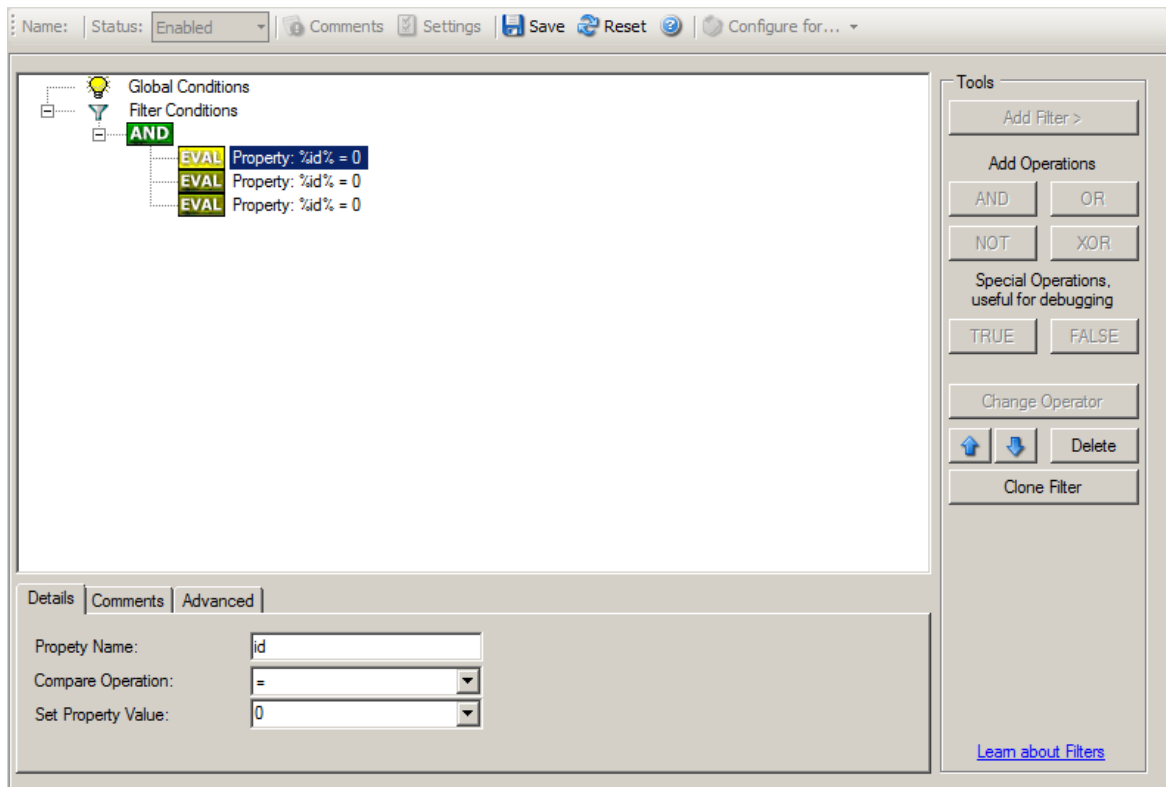 Name: Status: Enabled Comments Settings Save Reset Configure for...
Global Conditions
Filter Conditions
AND
EVAL Property: %id% = 0
EVAL Property: %id% = 0
EVAL Property: %id% = 0
Tools
Add Filter >
Add Operations
AND OR
NOT XOR
Special Operations,
useful for debugging
TRUE FALSE
Change Operator
Delete
Clone Filter
Learn about Filters
Details Comments Advanced
Propety Name: id
Compare Operation: =
Set Property Value: 0